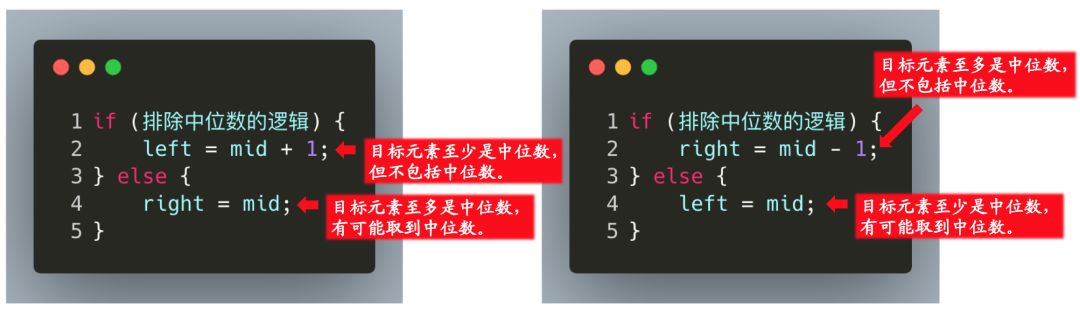 1 if (排除中位数的逻辑) {
2 left = mid + 1;
3 } else {
4 right = mid;
5 }
目标元素至少是中位数,
但不包括中位数。
目标元素至多是中位数,
有可能取到中位数。
1 if (排除中位数的逻辑) {
2 right = mid - 1;
3 } else {
4 left = mid;
5 }
目标元素至多是中位数,
但不包括中位数。
目标元素至少是中位数,
有可能取到中位数。